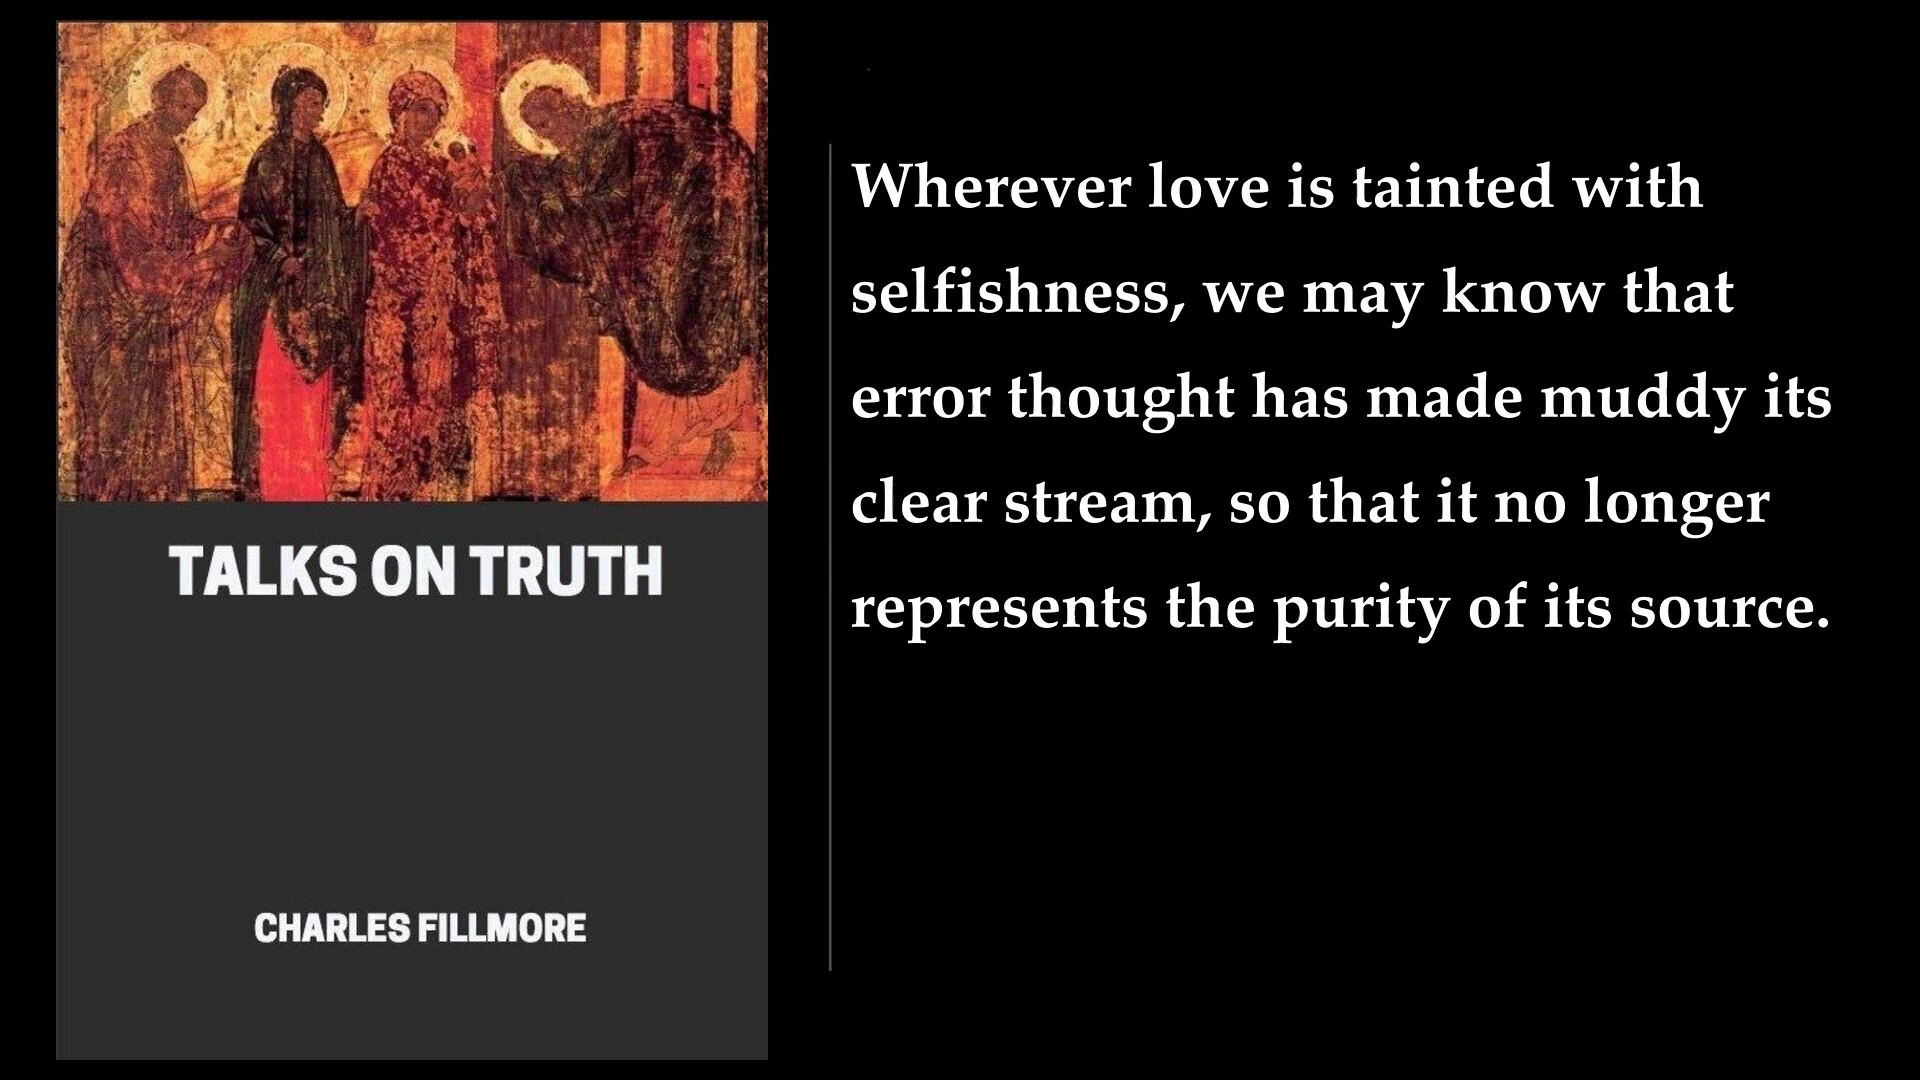 TALKS ON TRUTH
CHARLES FILLMORE
Wherever love is tainted with
selfishness, we may know that
error thought has made muddy its
clear stream, so that it no longer
represents the purity of its source.